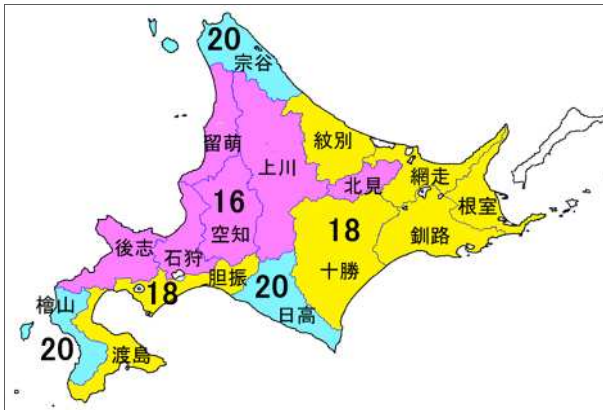 20
宗谷
留萌
上川
紋別
北見
網走
根室
釧路
16
空知
18
十勝
後志
石狩
胆振
18
20
日高
檜山
20
渡島